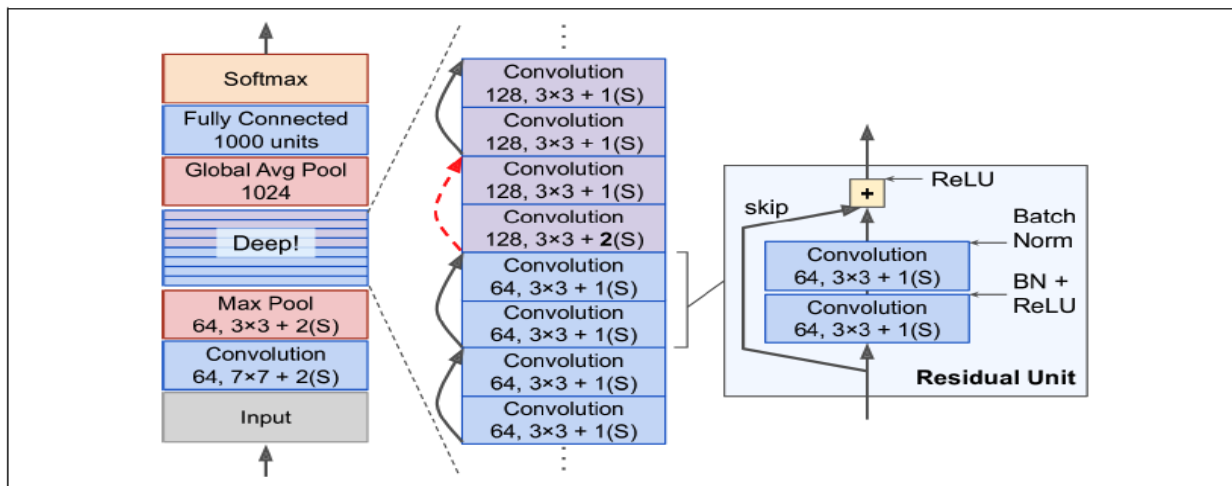 Softmax
Fully Connected
1000 units
Global Avg Pool
1024
Deep!
Max Pool
64, 3×3 + 2(S)
Convolution
64, 7×7 + 2(S)
Input
Convolution
128, 3×3 + 1(S)
Convolution
128, 3×3 + 1(S)
Convolution
128, 3×3 + 1(S)
Convolution
128, 3×3 + 2(S)
Convolution
64, 3×3 + 1(S)
Convolution
64, 3×3 + 1(S)
Convolution
64, 3×3 + 1(S)
Convolution
64, 3×3 + 1(S)
+
ReLU
skip
Batch
Norm
Convolution
64, 3×3 + 1(S)
BN +
ReLU
Convolution
64, 3×3 + 1(S)
Residual Unit